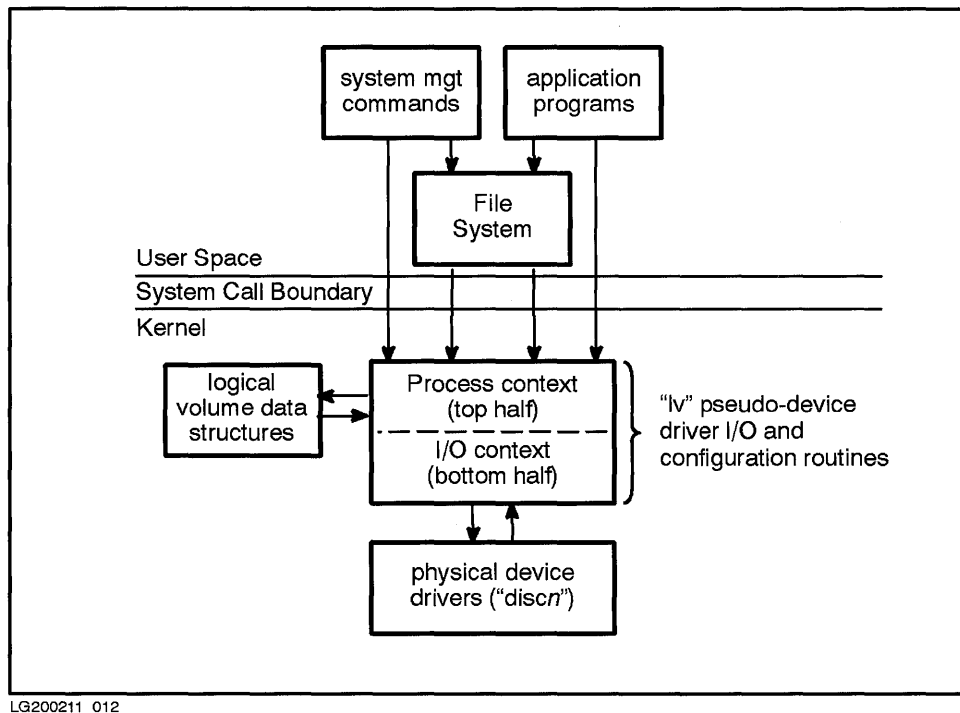 system mgt
commands
application
programs
File
System
User Space
System Call Boundary
Kernel
logical
volume data
structures
Process context
(top half)
I/O context
(bottom half)
"lv" pseudo-device
driver I/O and
configuration routines
physical device
drivers ("discn")
LG200211 012